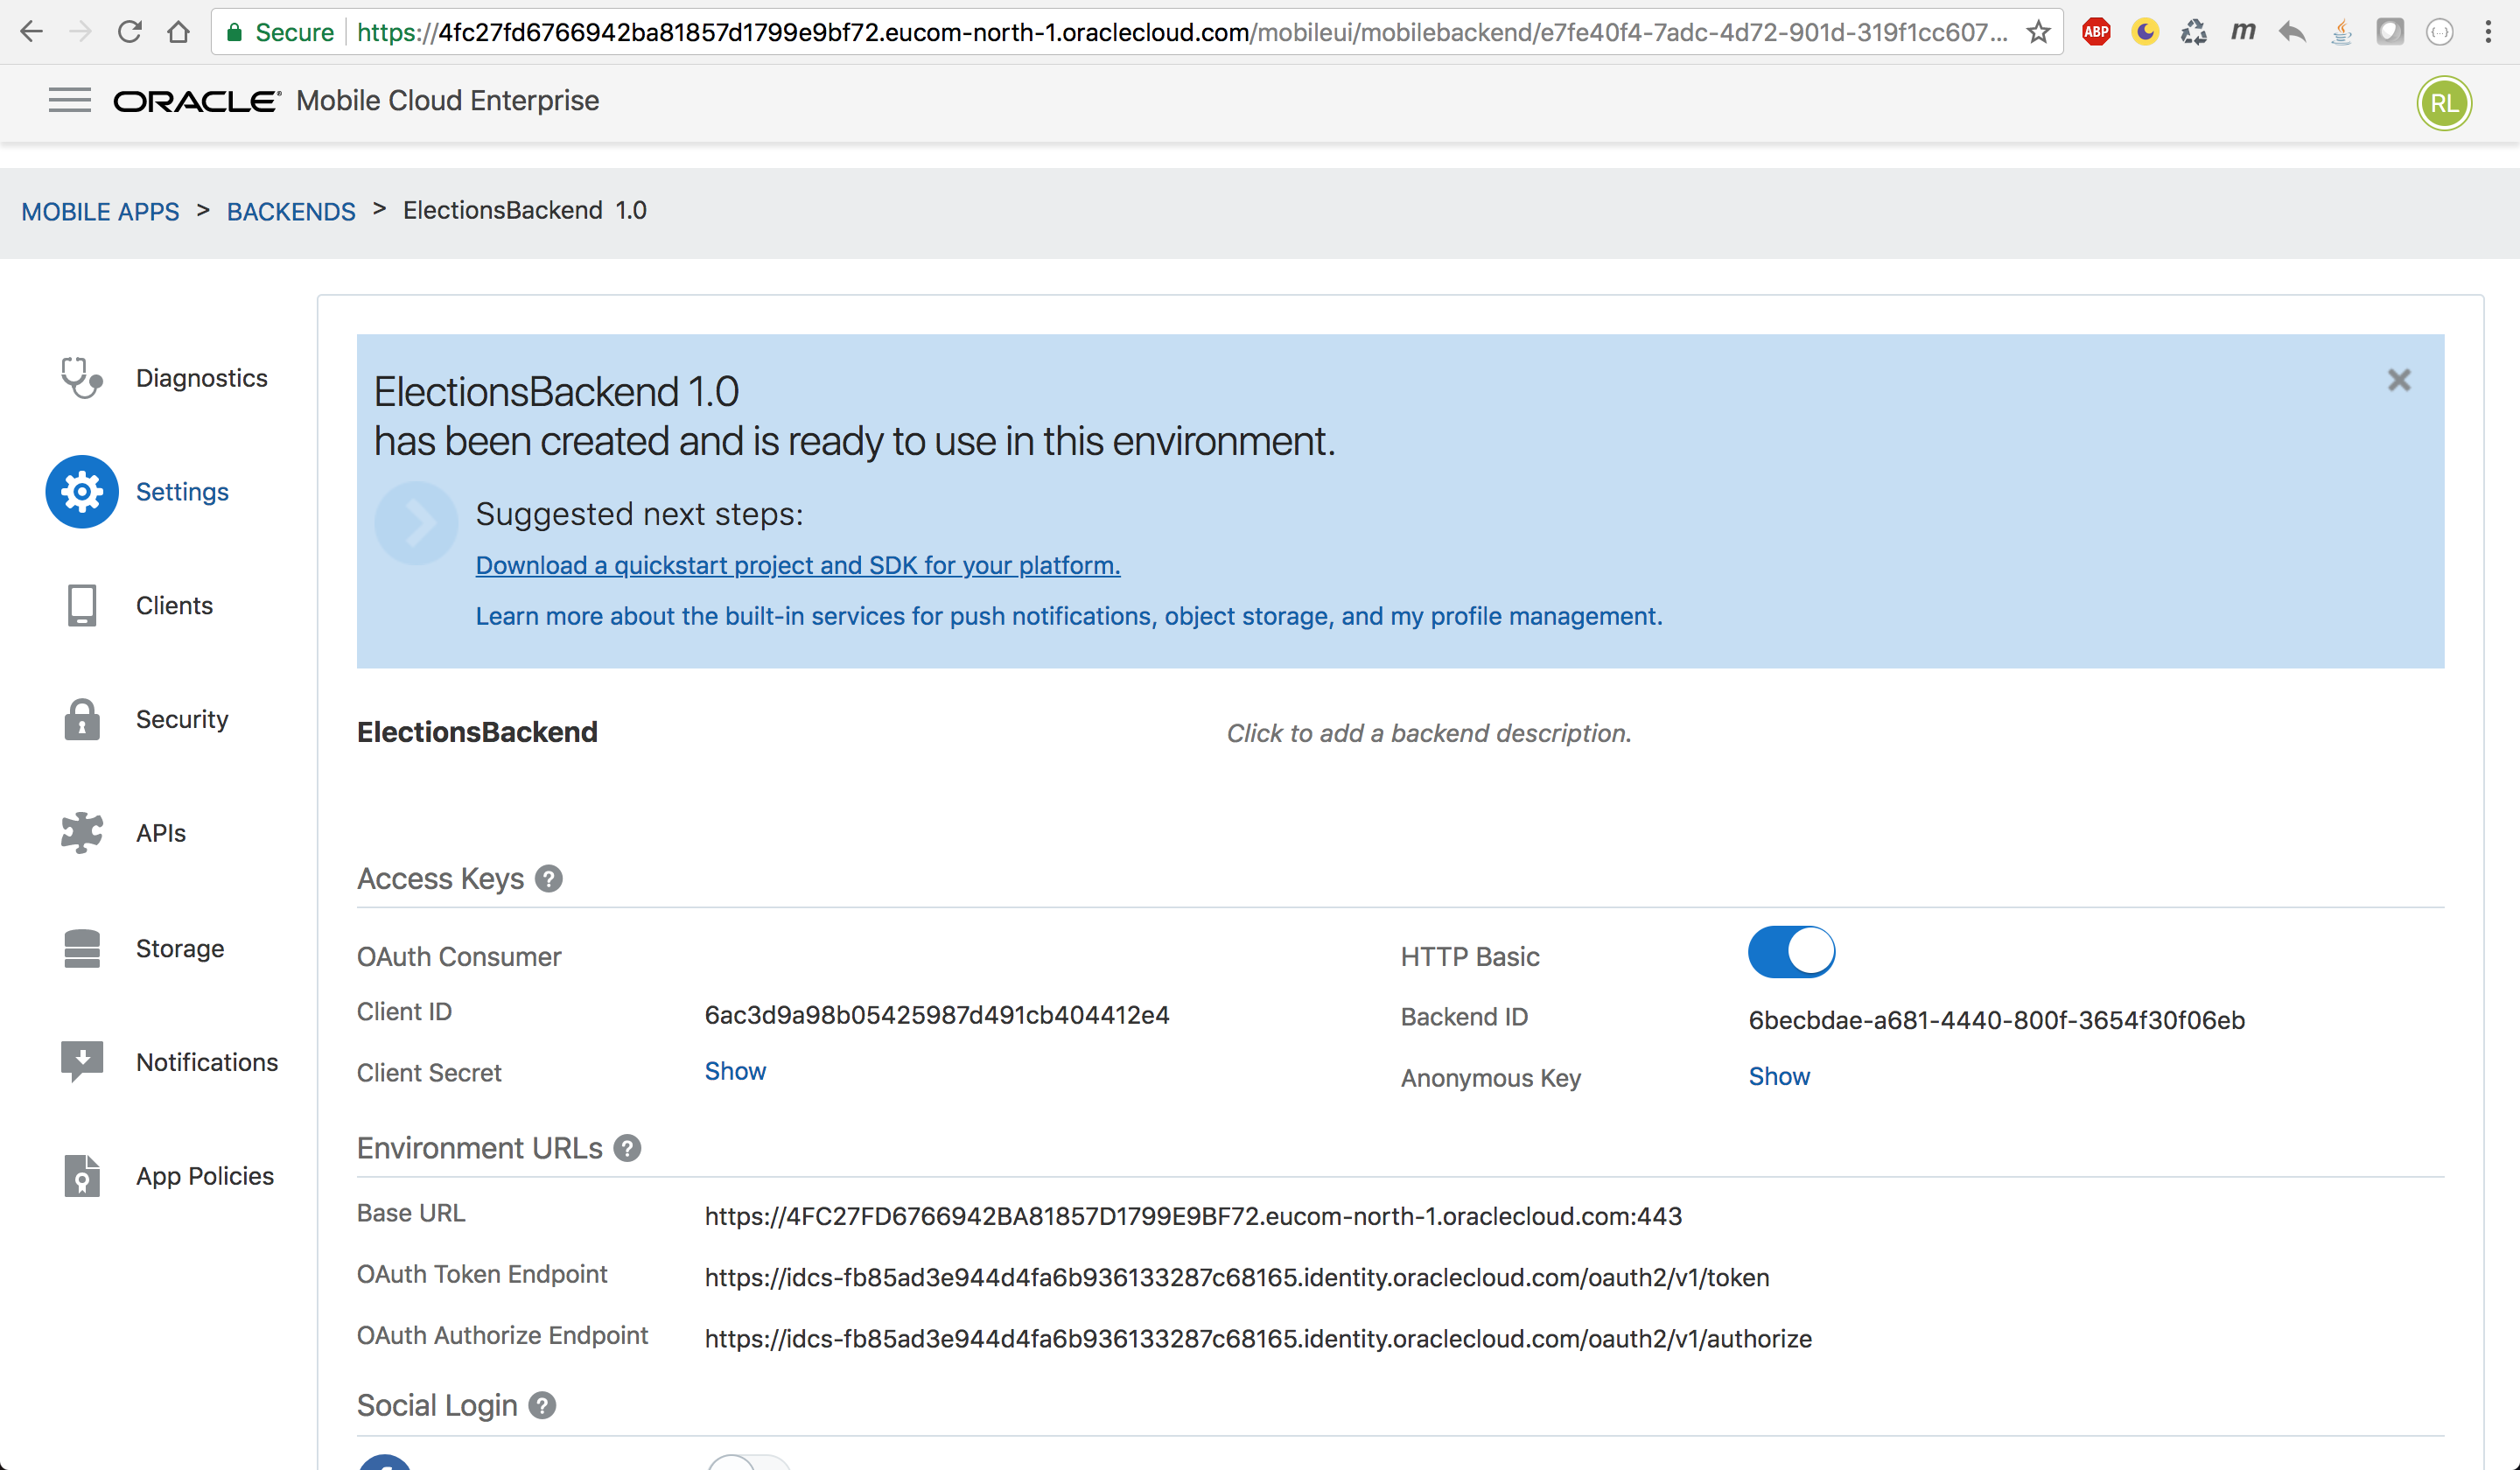 Secure https://4fc27fd6766942ba81857d1799e9bf72.eucom-north-1.oraclecloud.com/mobileui/mobilebackend/e7fe40f4-7adc-4d72-901d-319f1cc607... ABP m {...}
ORACLE® Mobile Cloud Enterprise RL
MOBILE APPS > BACKENDS > ElectionsBackend 1.0
Diagnostics
Settings
Clients
Security
APIs
Storage
Notifications
App Policies
ElectionsBackend 1.0
has been created and is ready to use in this environment.
Suggested next steps:
Download a quickstart project and SDK for your platform.
Learn more about the built-in services for push notifications, object storage, and my profile management.
ElectionsBackend Click to add a backend description.
Access Keys ?
OAuth Consumer
Client ID 6ac3d9a98b05425987d491cb404412e4
Client Secret Show
HTTP Basic
Backend ID 6becbdae-a681-4440-800f-3654f30f06eb
Anonymous Key Show
Environment URLs ?
Base URL https://4FC27FD6766942BA81857D1799E9BF72.eucom-north-1.oraclecloud.com:443
OAuth Token Endpoint https://idcs-fb85ad3e944d4fa6b936133287c68165.identity.oraclecloud.com/oauth2/v1/token
OAuth Authorize Endpoint https://idcs-fb85ad3e944d4fa6b936133287c68165.identity.oraclecloud.com/oauth2/v1/authorize
Social Login ?